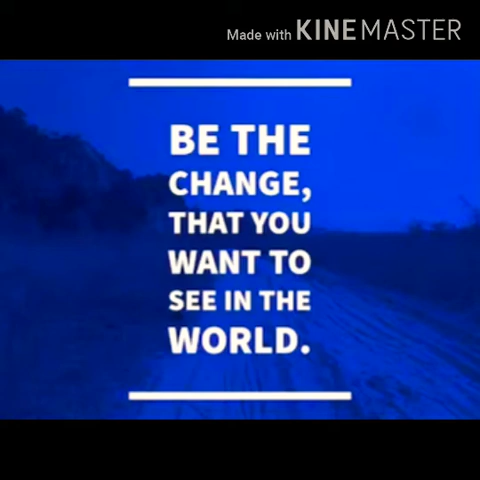 Made with KINEMASTER
BE THE
CHANGE,
THAT YOU
WANT TO
SEE IN THE
WORLD.